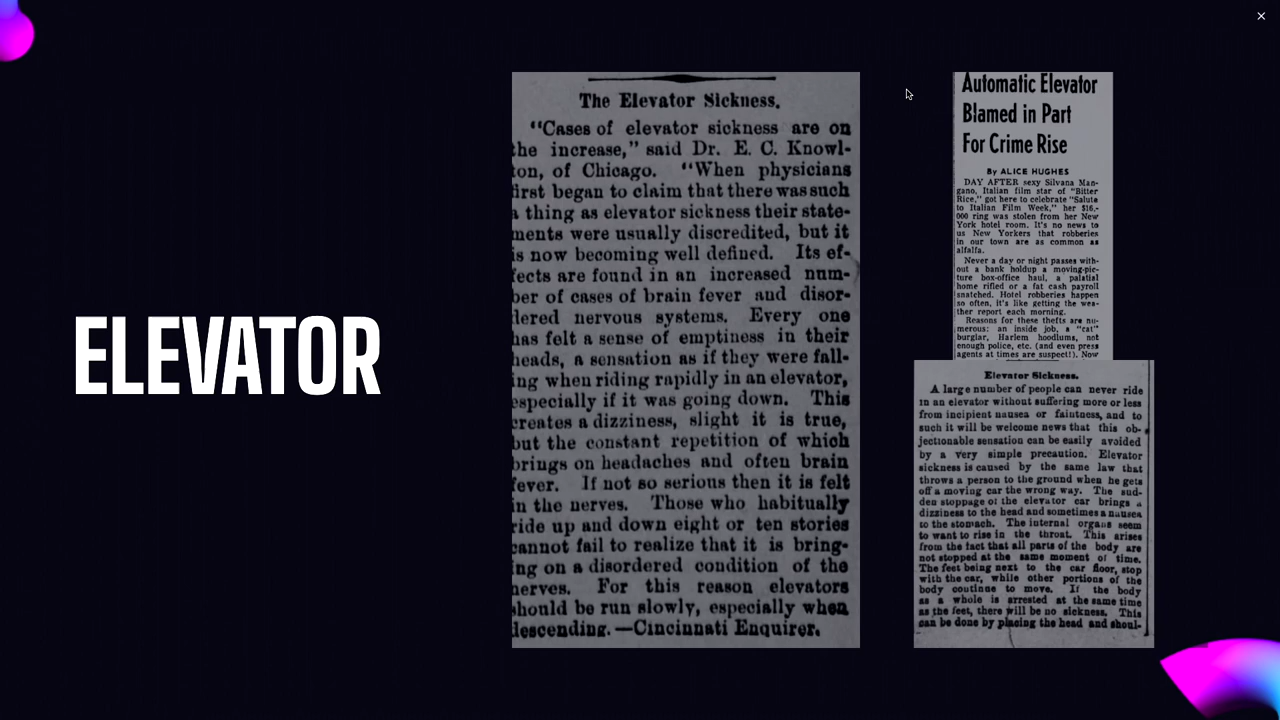 ELEVATOR
The Elevator Sickness.
"Cases of elevator sickness are on
the increase," said Dr. E. C. Knowl-
ton, of Chicago. "When physicians
first began to claim that there was such
a thing as elevator sickness their state-
ments were usually discredited, but it
is now becoming well defined. Its ef-
fects are found in an increased num-
ber of cases of brain fever and disor-
dered nervous systems. Every one
has felt a sense of emptiness in their
heads, a sensation as if they were fall-
ing when riding rapidly in an elevator,
especially if it was going down. This
creates a dizziness, slight it is true,
but the constant repetition of which
brings on headaches and often brain
fever. If not so serious then it is felt
in the nerves. Those who habitually
ride up and down eight or ten stories
cannot fail to realize that it is bring-
ing on a disordered condition of the
nerves. For this reason elevators
should be run slowly, especially when
descending.—Cincinnati Enquirer.
Automatic Elevator
Blamed in Part
For Crime Rise
By ALICE HUGHES
DAY AFTER sexy Silvana Man-
gano, Italian film star of "Bitter
Rice," got here to celebrate "Salute
to Italian Film Week," her $16,-
000 ring was stolen from her New
York hotel room. It's no news to
us New Yorkers that robberies
in our town are as common as
alfalfa.
Never a day or night passes with-
out a bank holdup a moving-pic-
ture box-office haul, a palatial
home rifled or a fat cash payroll
snatched. Hotel robberies happen
so often, it's like getting the wea-
ther report each morning.
Reasons for these thefts are nu-
merous: an inside job, a "cat"
burglar, Harlem hoodlums, not
enough police, etc. (and even press
agents at times are suspect!). Now
Elevator Sickness.
A large number of people can never ride
in an elevator without suffering more or less
from incipient nausea or faintness, and to
such it will be welcome news that this ob-
jectionable sensation can be easily avoided
by a very simple precaution. Elevator
sickness is caused by the same law that
throws a person to the ground when he gets
off a moving car the wrong way. The sud-
den stoppage of the elevator car brings a
dizziness to the head and sometimes a nausea
to the stomach. The internal organs seem
to want to rise in the throat. This arises
from the fact that all parts of the body are
not stopped at the same moment of time.
The feet being next to the car floor, stop
with the car, while other portions of the
body continue to move. If the body
as a whole is arrested at the same time
as the feet, there will be no sickness. This
can be done by placing the head and shoul-